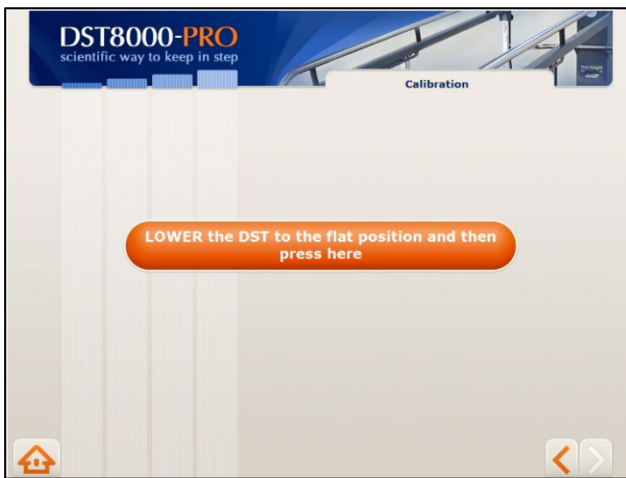 DST8000-PRO
scientific way to keep in step
Calibration
LOWER the DST to the flat position and then
press here